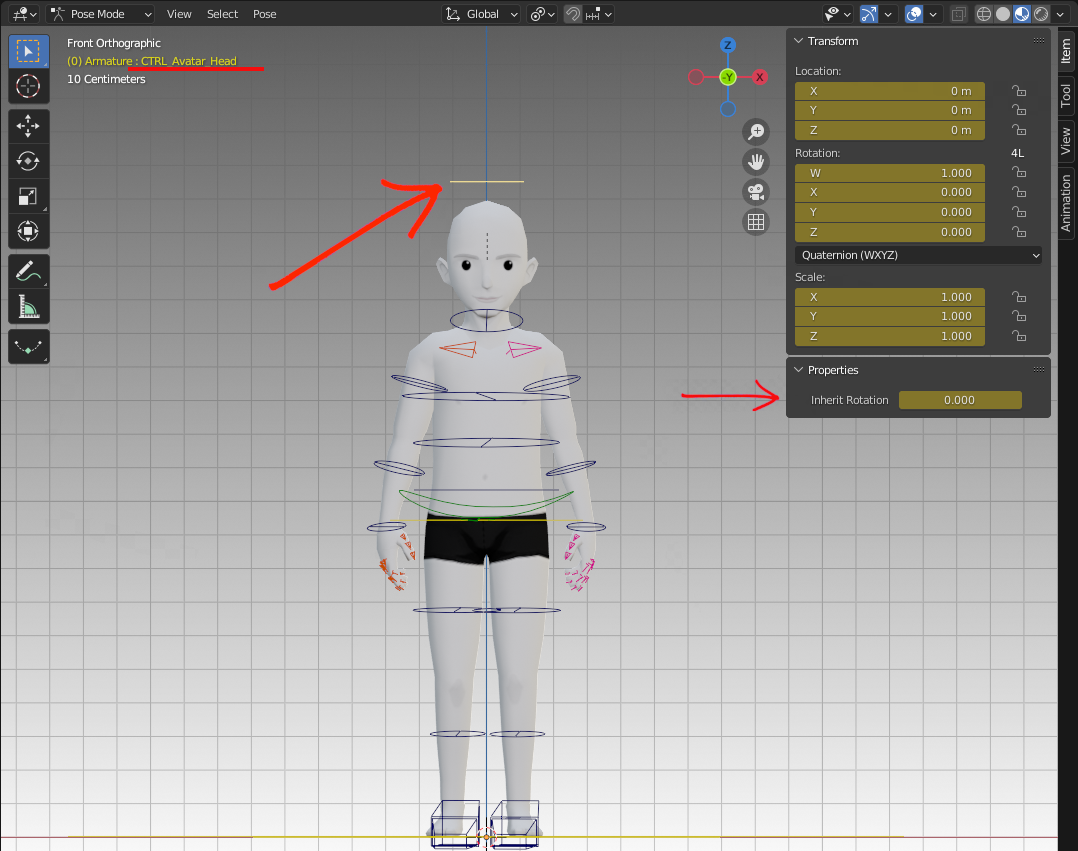 Pose Mode View Select Pose Global
Front Orthographic
(0) Armature : CTRL_Avatar_Head
10 Centimeters
Z
-Y
X
Transform
Location:
X 0 m
Y 0 m
Z 0 m
Rotation: 4L
W 1.000
X 0.000
Y 0.000
Z 0.000
Quaternion (WXYZ)
Scale:
X 1.000
Y 1.000
Z 1.000
Properties
Inherit Rotation 0.000
Item
Tool
View
Animation